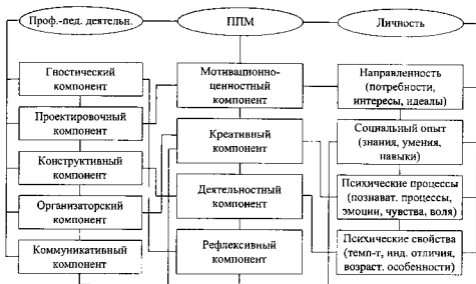 Проф.-пед. деятельн.
ППМ
Личность
Гностический
компонент
Проектировочный
компонент
Конструктивный
компонент
Организаторский
компонент
Коммуникативный
компонент
Мотивационно-
ценностный
компонент
Креативный
компонент
Деятельностный
компонент
Рефлексивный
компонент
Направленность
(потребности,
интересы, идеалы)
Социальный опыт
(знания, умения,
навыки)
Психические процессы
(познават. процессы,
эмоции, чувства, воля)
Психические свойства
(темп-т, инд. отличия,
возраст. особенности)